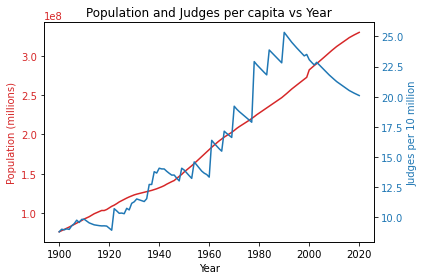 Population and Judges per capita vs Year
1e8
3.0
2.5
2.0
1.5
1.0
Population (millions)
25.0
22.5
20.0
17.5
15.0
12.5
10.0
Judges per 10 million
1900 1920 1940 1960 1980 2000 2020
Year